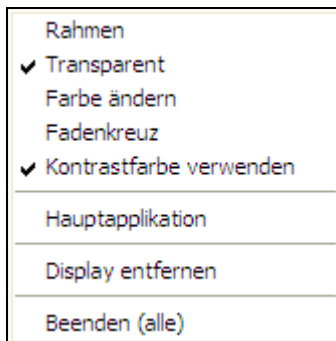 Rahmen
Transparent
Farbe ändern
Fadenkreuz
Kontrastfarbe verwenden
Hauptapplikation
Display entfernen
Beenden (alle)